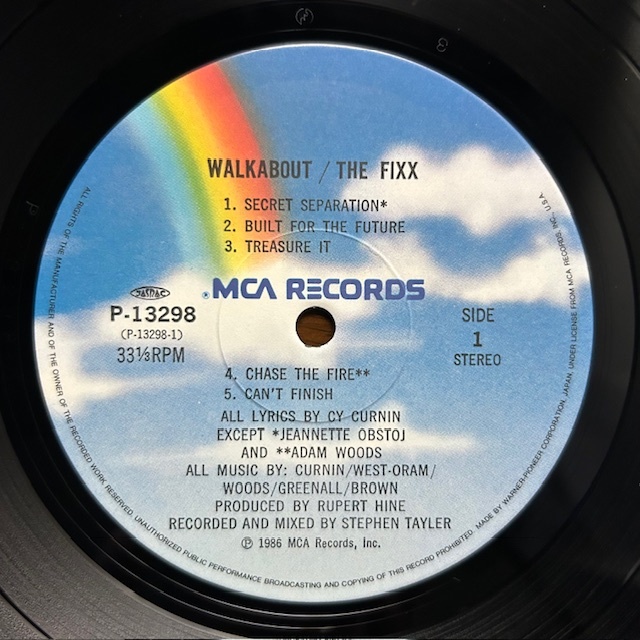 WALKABOUT / THE FIXX
1. SECRET SEPARATION*
2. BUILT FOR THE FUTURE
3. TREASURE IT
®MCA RECORDS
JASRAC
P-13298
(P-13298-1)
33⅓RPM
SIDE
1
STEREO
4. CHASE THE FIRE**
5. CAN'T FINISH
ALL LYRICS BY CY CURNIN
EXCEPT *JEANNETTE OBSTOJ
AND **ADAM WOODS
ALL MUSIC BY: CURNIN/WEST-ORAM/
WOODS/GREENALL/BROWN
PRODUCED BY RUPERT HINE
RECORDED AND MIXED BY STEPHEN TAYLER
℗ 1986 MCA Records, Inc.
ALL RIGHTS OF THE MANUFACTURER AND OF THE OWNER OF THE RECORDED WORK RESERVED. UNAUTHORIZED PUBLIC PERFORMANCE BROADCASTING AND COPYING OF THIS RECORD PROHIBITED. MADE BY WARNER-PIONEER CORPORATION, JAPAN, UNDER LICENSE FROM MCA RECORDS INC., U.S.A.